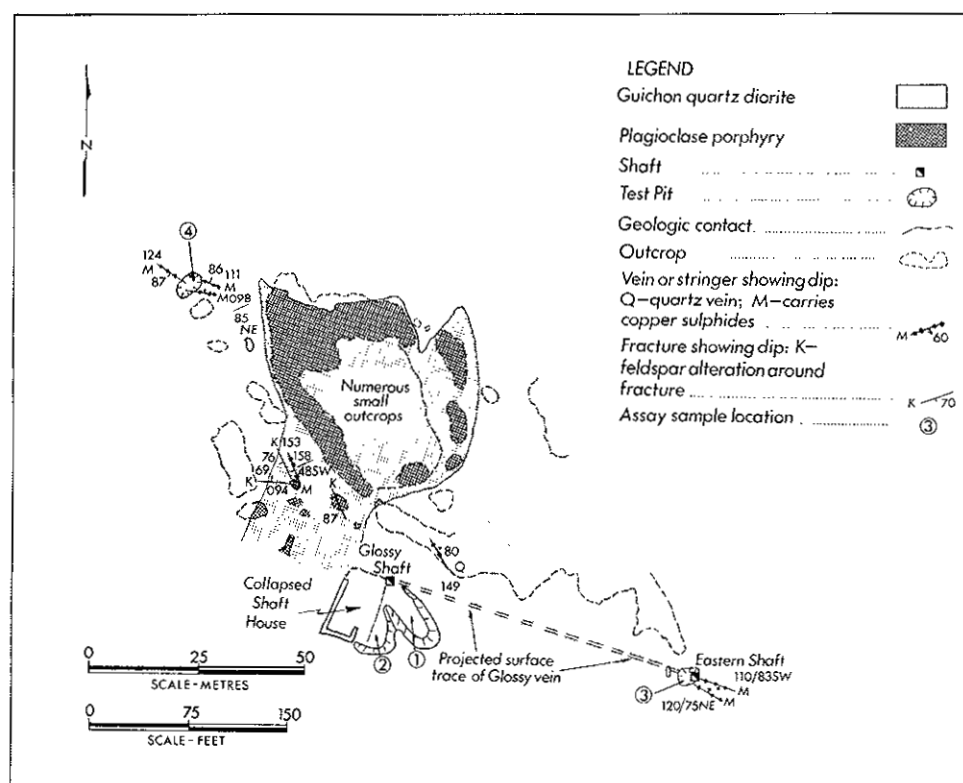 LEGEND
Guichon quartz diorite
Plagioclase porphyry
Shaft
Test Pit
Geologic contact
Outcrop
Vein or stringer showing dip:
Q-quartz vein; M-carries
copper sulphides
M 60
Fracture showing dip: K-
feldspar alteration around
fracture
K 70
Assay sample location
3
N
4
124
M
87
86
111
M
M098
85
NE
Numerous
small
outcrops
K 153
76
158
69
48SW
K
094
M
K
87
80
Q
149
Glossy
Shaft
Collapsed
Shaft
House
2
1
Projected surface
trace of Glossy vein
Eastern Shaft
110/83SW
M
3
120/75NE
M
0 25 50
SCALE-METRES
0 75 150
SCALE-FEET